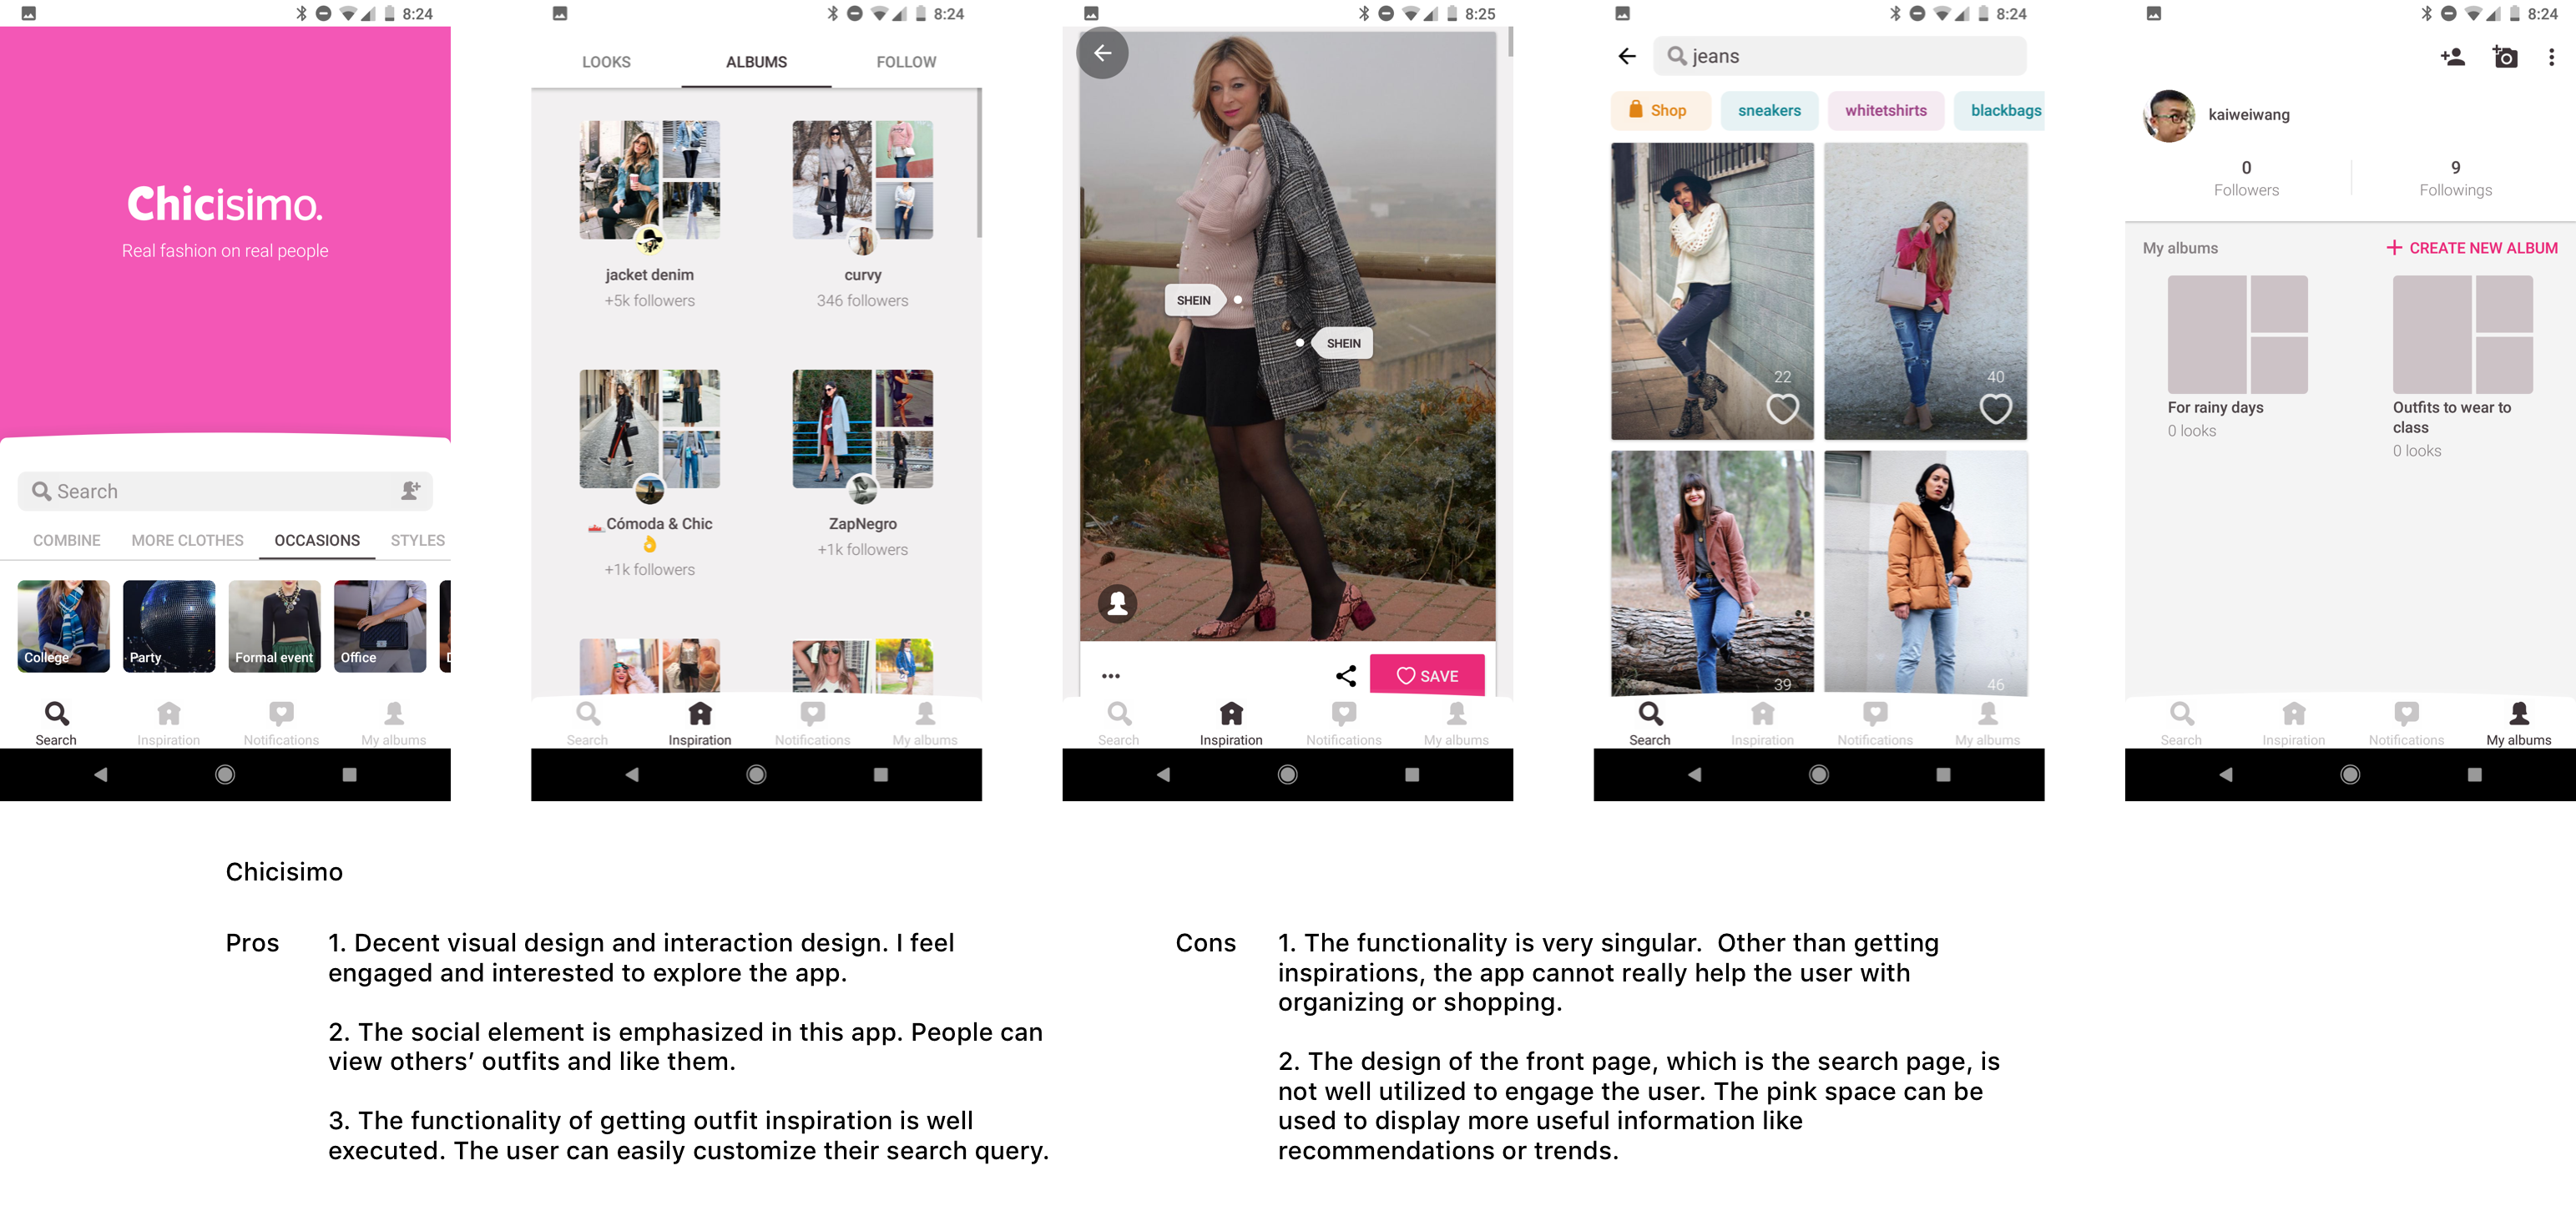 8:24
Chicisimo.
Real fashion on real people
Search
COMBINE MORE CLOTHES OCCASIONS STYLES
College Party Formal event Office
Search Inspiration Notifications My albums
8:24
LOOKS ALBUMS FOLLOW
jacket denim curvy
+5k followers 346 followers
Cómoda & Chic ZapNegro
👌 +1k followers
+1k followers
Search Inspiration Notifications My albums
8:25
SHEIN
SHEIN
SAVE
Search Inspiration Notifications My albums
8:24
jeans
Shop sneakers whitetshirts blackbags
22 40
39 46
Search Inspiration Notifications My albums
8:24
kaiweiwang
0 9
Followers Followings
My albums + CREATE NEW ALBUM
For rainy days Outfits to wear to
0 looks class
0 looks
Search Inspiration Notifications My albums
Chicisimo
Pros
1. Decent visual design and interaction design. I feel
engaged and interested to explore the app.
2. The social element is emphasized in this app. People can
view others’ outfits and like them.
3. The functionality of getting outfit inspiration is well
executed. The user can easily customize their search query.
Cons
1. The functionality is very singular.  Other than getting
inspirations, the app cannot really help the user with
organizing or shopping.
2. The design of the front page, which is the search page, is
not well utilized to engage the user. The pink space can be
used to display more useful information like
recommendations or trends.